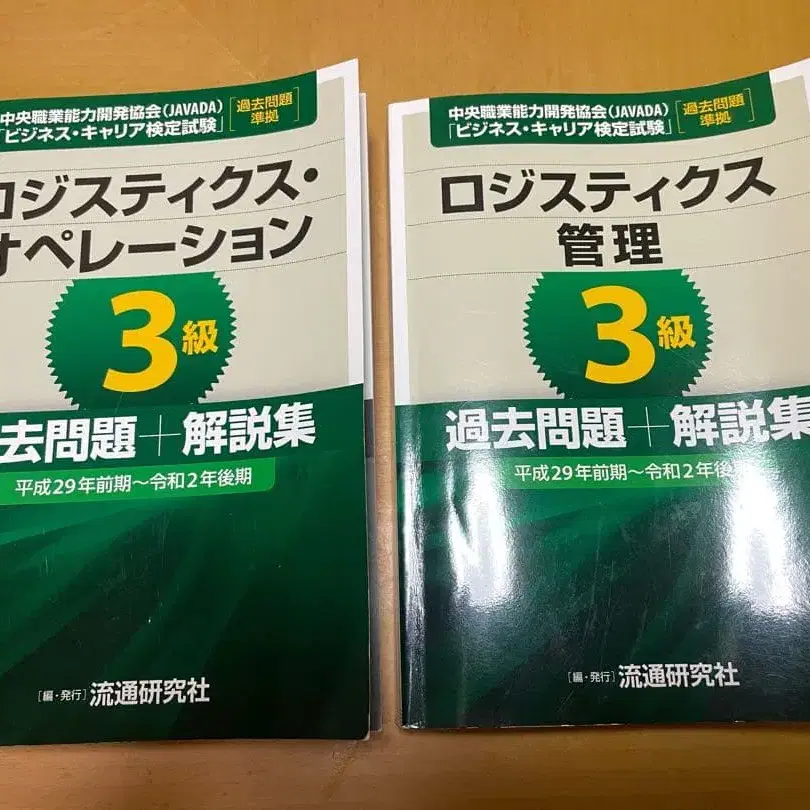 中央職業能力開発協会(JAVADA)
「ビジネス・キャリア検定試験」
過去問題
準拠
ロジスティクス・
オペレーション
3級
去問題+解説集
平成29年前期~令和2年後期
[編・発行] 流通研究社
中央職業能力開発協会(JAVADA)
「ビジネス・キャリア検定試験」
過去問題
準拠
ロジスティクス
管理
3級
過去問題+解説集
平成29年前期~令和2年後
[編・発行] 流通研究社